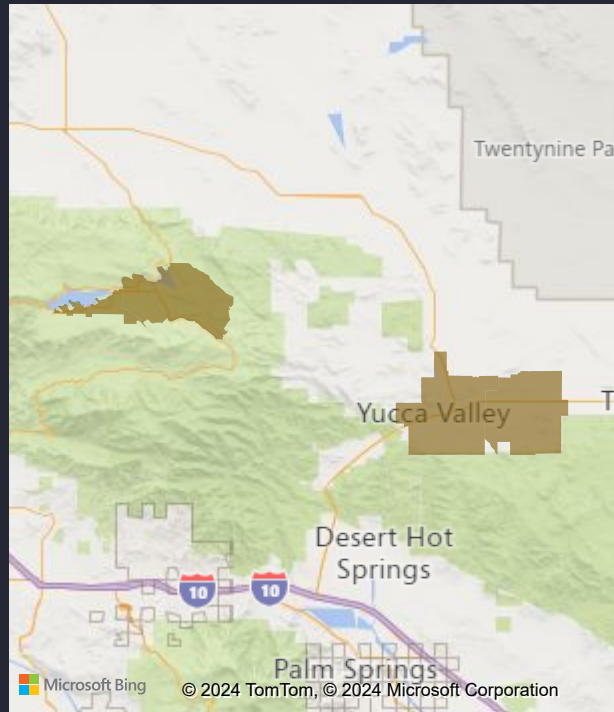 Twentynine Pa
T
Yucca Valley
Desert Hot
Springs
10
10
Palm Springs
Microsoft Bing
© 2024 TomTom, © 2024 Microsoft Corporation